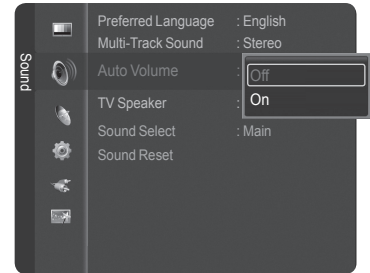 Sound
Preferred Language : English
Multi-Track Sound : Stereo
Auto Volume :
Off
On
TV Speaker :
Sound Select : Main
Sound Reset